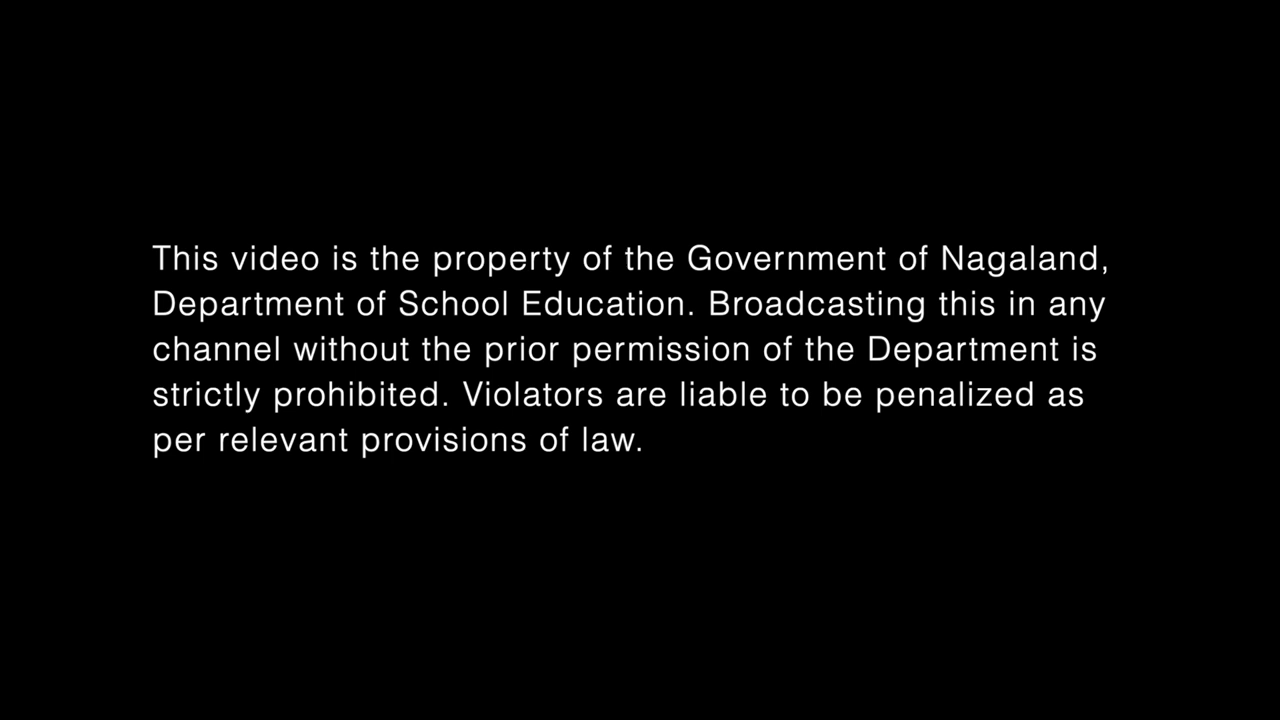 This video is the property of the Government of Nagaland,
Department of School Education. Broadcasting this in any
channel without the prior permission of the Department is
strictly prohibited. Violators are liable to be penalized as
per relevant provisions of law.